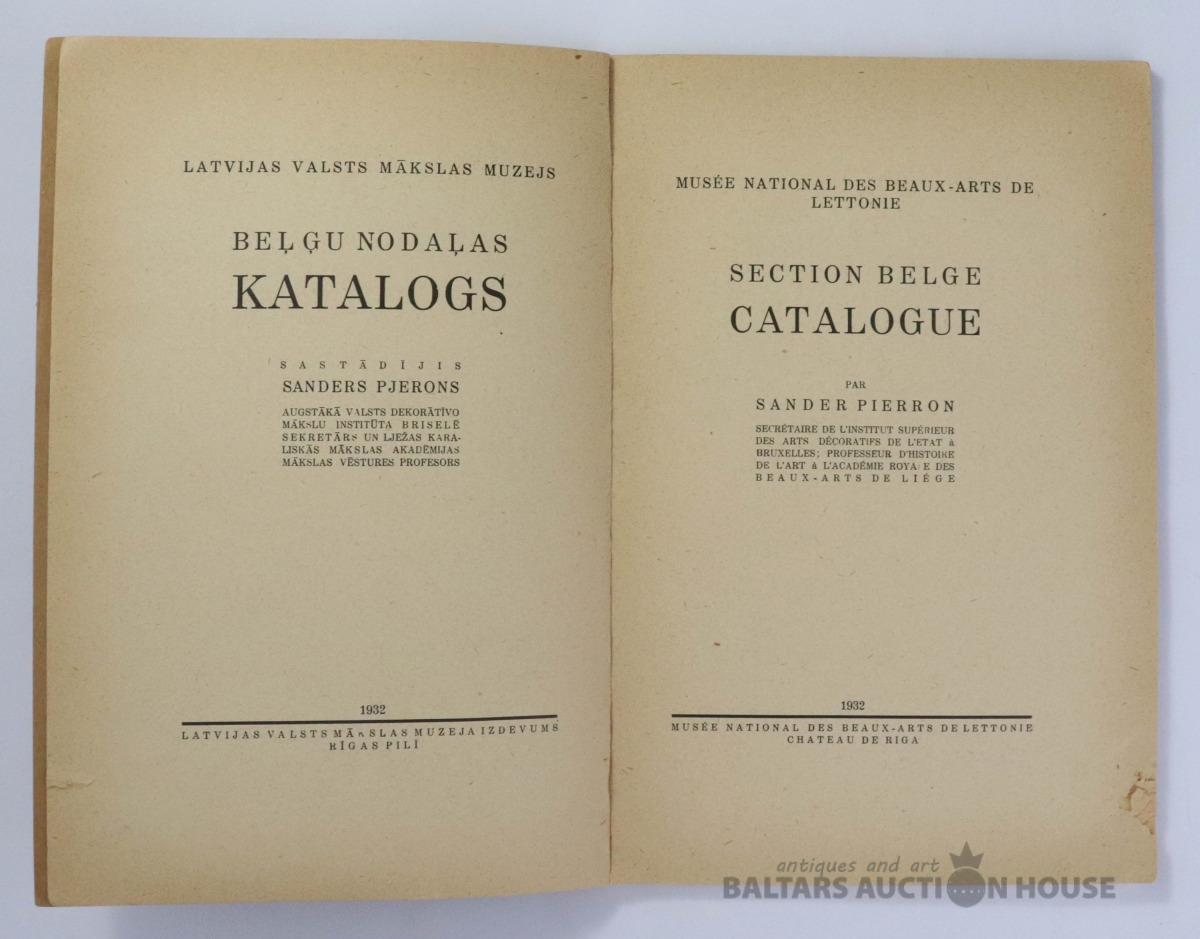 LATVIJAS VALSTS MĀKSLAS MUZEJS
BEĻĢU NODAĻAS
KATALOGS
SASTĀDĪJIS
SANDERS PJERONS
AUGSTĀKĀ VALSTS DEKORĀTĪVO
MĀKSLU INSTITŪTA BRISELĒ
SEKRETĀRS UN LJEŽAS KARA-
LISKĀS MĀKSLAS AKADĒMIJAS
MĀKSLAS VĒSTURES PROFESORS
1932
LATVIJAS VALSTS MĀKSLAS MUZEJA IZDEVUMS
RĪGAS PILĪ
MUSÉE NATIONAL DES BEAUX-ARTS DE
LETTONIE
SECTION BELGE
CATALOGUE
PAR
SANDER PIERRON
SECRÉTAIRE DE L'INSTITUT SUPÉRIEUR
DES ARTS DÉCORATIFS DE L'ETAT à
BRUXELLES; PROFESSEUR D'HISTOIRE
DE L'ART à L'ACADÉMIE ROYALE DES
BEAUX-ARTS DE LIÉGE
1932
MUSÉE NATIONAL DES BEAUX-ARTS DE LETTONIE
CHATEAU DE RIGA
antiques and art
BALTARS AUCTION HOUSE